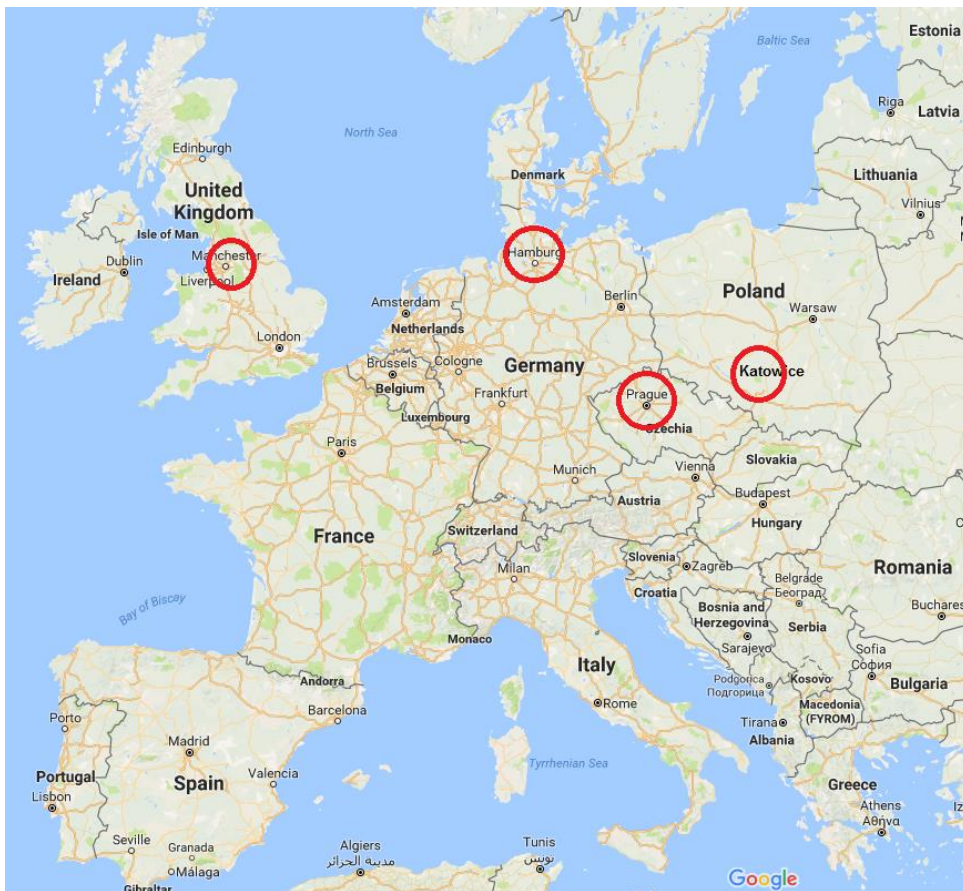 Baltic Sea
Estonia
Riga
Latvia
North Sea
Edinburgh
Denmark
Lithuania
Vilnius
United
Kingdom
Isle of Man
Dublin
Manchester
Hamburg
Ireland
Liverpool
Amsterdam
Berlin
Poland
Warsaw
Netherlands
London
Brussels
Cologne
Germany
Katowice
Belgium
Frankfurt
Prague
Luxembourg
Czechia
Paris
Slovakia
Munich
Vienna
Austria
Budapest
France
Switzerland
Hungary
Slovenia
Zagreb
Romania
Milan
Croatia
Belgrade
Београд
Bay of Biscay
Bosnia and
Herzegovina
Bucharest
Serbia
Monaco
Sarajevo
Sofia
София
Italy
Andorra
Podgorica
Подгорица
Kosovo
Bulgaria
Porto
Barcelona
Rome
Macedonia
(FYROM)
Tirana
Albania
Madrid
Tyrrhenian Sea
Portugal
Spain
Valencia
Greece
Lisbon
Athens
Αθήνα
Iz
Seville
Granada
Málaga
Algiers
مدينة الجزائر
Tunis
تونس
Gibraltar
Google